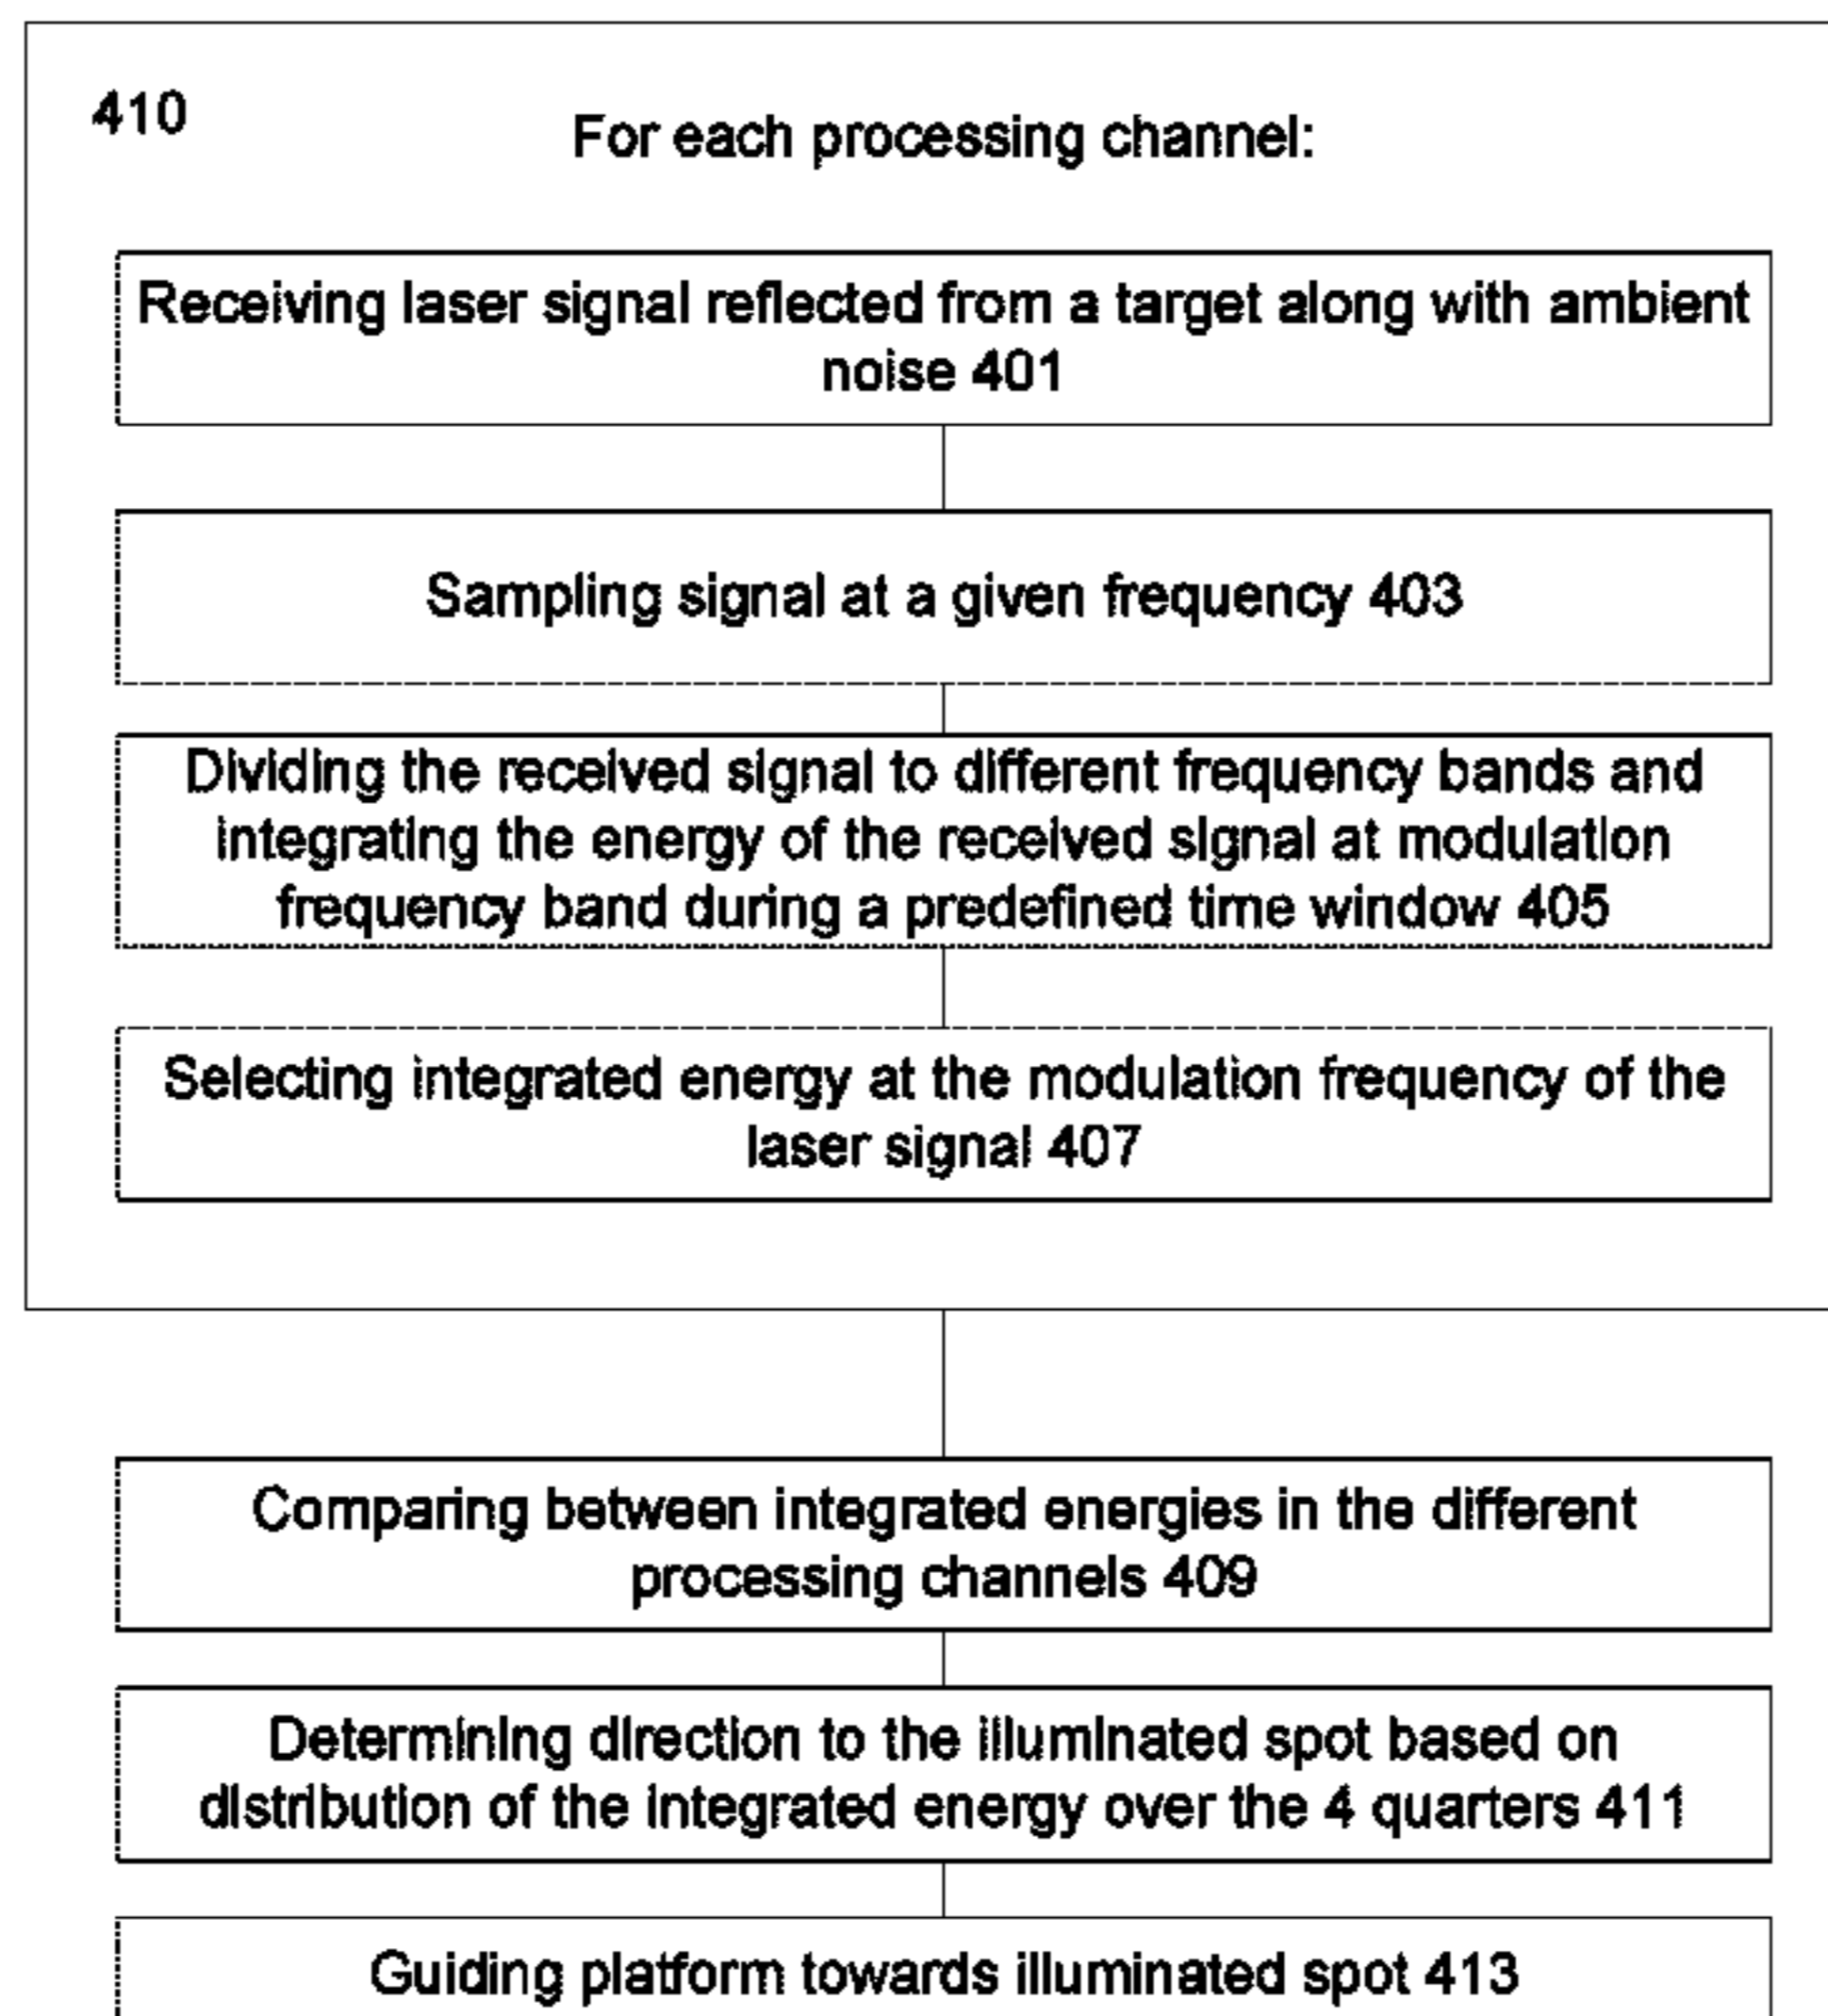 410
For each processing channel:
Receiving laser signal reflected from a target along with ambient
noise 401
Sampling signal at a given frequency 403
Dividing the received signal to different frequency bands and
integrating the energy of the received signal at modulation
frequency band during a predefined time window 405
Selecting integrated energy at the modulation frequency of the
laser signal 407
Comparing between integrated energies in the different
processing channels 409
Determining direction to the illuminated spot based on
distribution of the integrated energy over the 4 quarters 411
Guiding platform towards illuminated spot 413